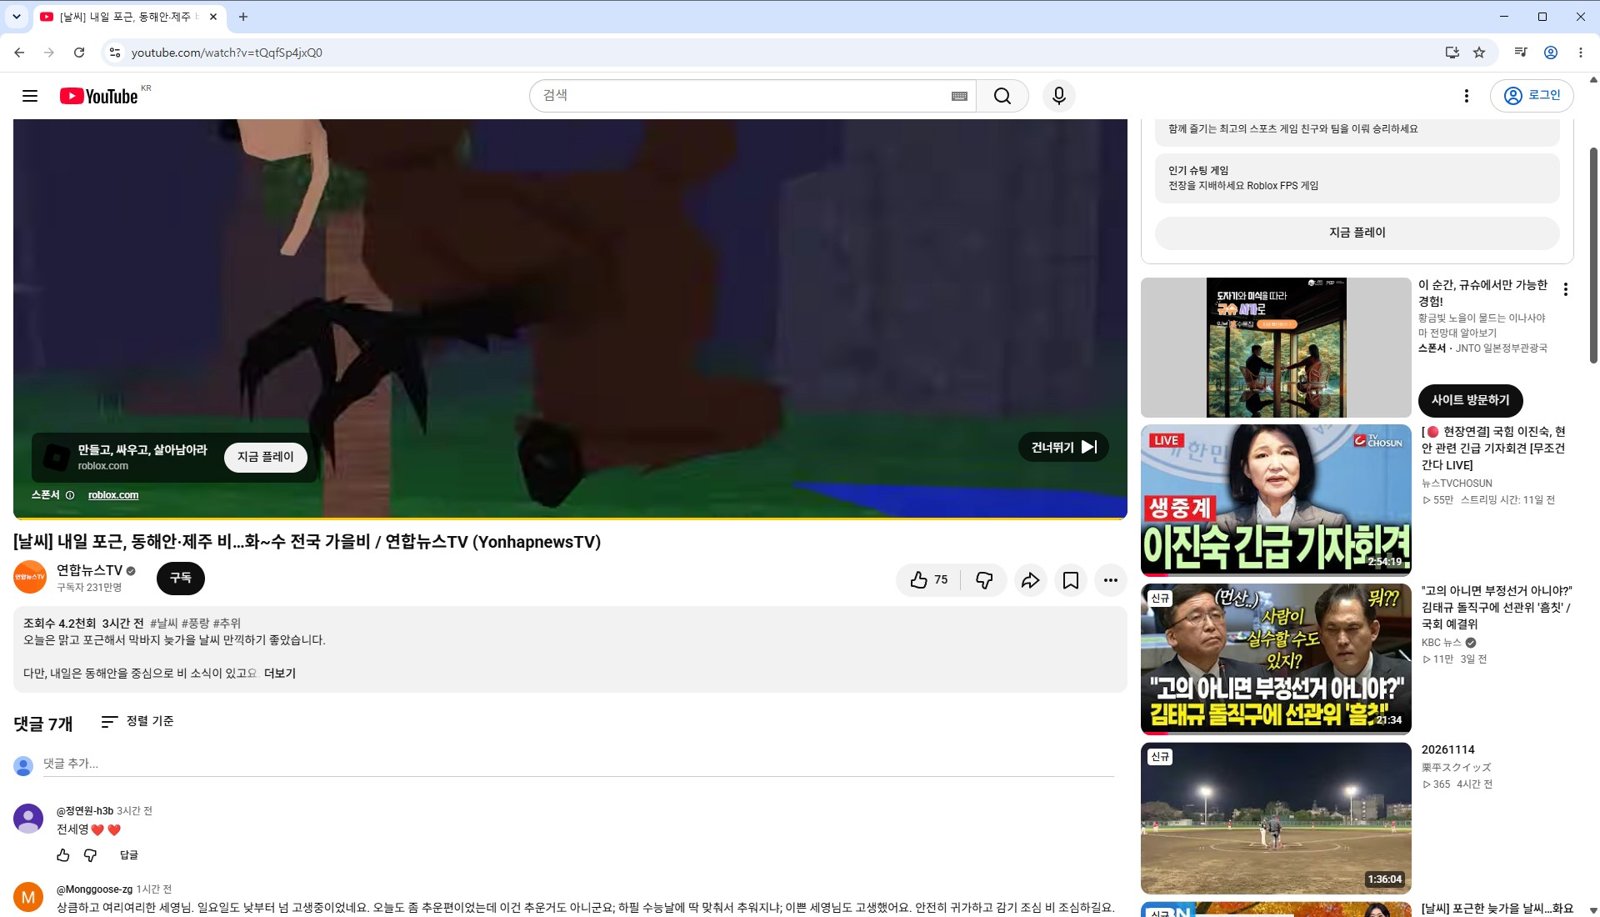 [날씨] 내일 포근, 동해안·제주
youtube.com/watch?v=tQqfSp4jxQ0
YouTube KR
검색
로그인
만들고, 싸우고, 살아남아라
roblox.com
지금 플레이
건너뛰기
스폰서
roblox.com
[날씨] 내일 포근, 동해안·제주 비...화~수 전국 가을비 / 연합뉴스TV (YonhapnewsTV)
연합뉴스TV
연합뉴스TV
구독자 231만명
구독
75
조회수 4.2천회 3시간 전 #날씨 #풍랑 #추위
오늘은 맑고 포근해서 막바지 늦가을 날씨 만끽하기 좋았습니다.
다만, 내일은 동해안을 중심으로 비 소식이 있고요. 더보기
댓글 7개
정렬 기준
댓글 추가...
@정연원-h3b 3시간 전
전세영❤️ ❤️
답글
M
@Monggoose-zg 1시간 전
상큼하고 여리여리한 세영님. 일요일도 낮부터 넘 고생중이었네요. 오늘도 좀 추운편이었는데 이건 추운거도 아니군요; 하필 수능날에 딱 맞춰서 추워지냐; 이쁜 세영님도 고생했어요. 안전히 귀가하고 감기 조심 비 조심하길요.
함께 즐기는 최고의 스포츠 게임 친구와 팀을 이뤄 승리하세요
인기 슈팅 게임
전장을 지배하세요 Roblox FPS 게임
지금 플레이
도자기와 미식을 따라
규슈 사가로
이 순간, 규슈에서만 가능한
경험!
황금빛 노을이 물드는 이나사야
마 전망대 알아보기
스폰서 · JNTO 일본정부관광국
사이트 방문하기
LIVE
TV CHOSUN
생중계
이진숙 긴급 기자회견
2:54:19
[🔴 현장연결] 국힘 이진숙, 현
안 관련 긴급 기자회견 [무조건
간다 LIVE]
뉴스TVCHOSUN
55만 스트리밍 시간: 11일 전
신규
(먼산..)
사람이
실수할 수도
있지?
뭐??
"고의 아니면 부정선거 아니야?"
김태규 돌직구에 선관위 '흠칫'
21:34
"고의 아니면 부정선거 아니야?"
김태규 돌직구에 선관위 '흠칫' /
국회 예결위
KBC 뉴스
11만 3일 전
신규
1:36:04
20261114
栗平スクイッズ
365 4시간 전
신규
[날씨] 포근한 늦가을 날씨...화요